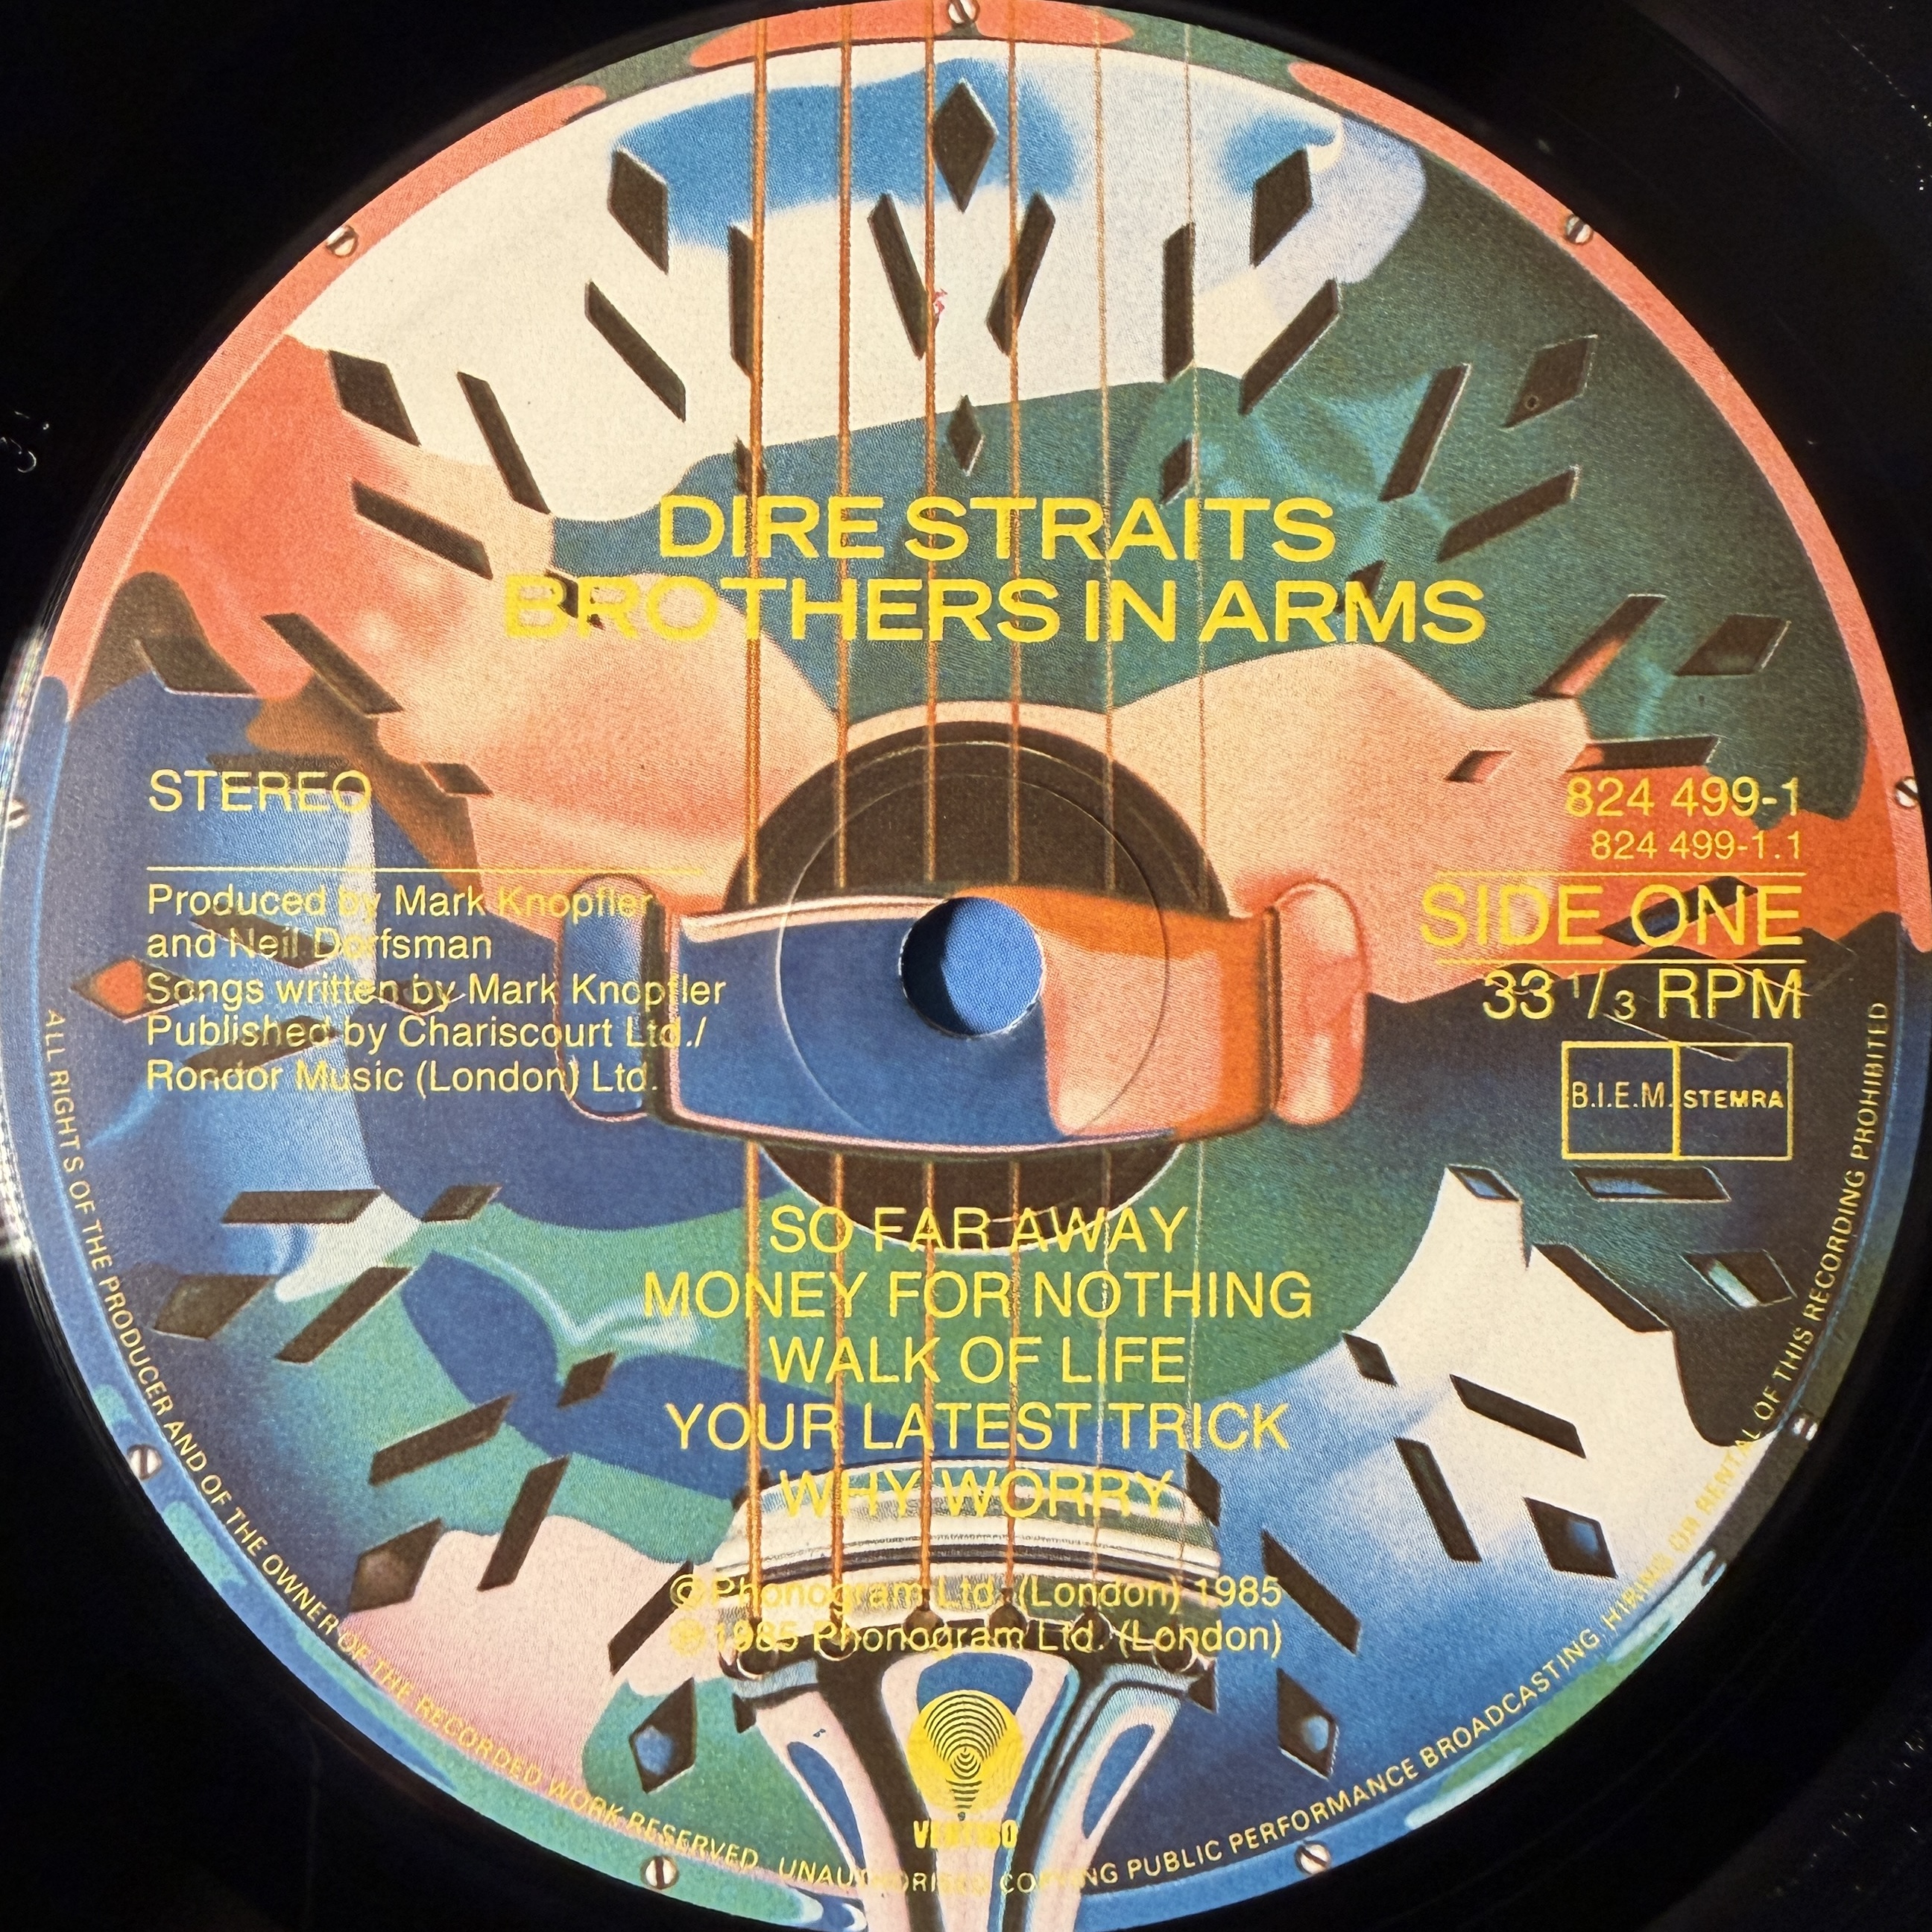 DIRE STRAITS
BROTHERS IN ARMS
STEREO
Produced by Mark Knopfler
and Neil Dorfsman
Songs written by Mark Knopfler
Published by Chariscourt Ltd./
Rondor Music (London) Ltd.
824 499-1
824 499-1.1
SIDE ONE
33 1/3 RPM
B.I.E.M. STEMRA
SO FAR AWAY
MONEY FOR NOTHING
WALK OF LIFE
YOUR LATEST TRICK
WHY WORRY
© Phonogram Ltd. (London) 1985
℗ 1985 Phonogram Ltd. (London)
VERTIGO
ALL RIGHTS OF THE PRODUCER AND OF THE OWNER OF THE RECORDED WORK RESERVED. UNAUTHORISED COPYING PUBLIC PERFORMANCE BROADCASTING, HIRING OR RENTAL OF THIS RECORDING PROHIBITED